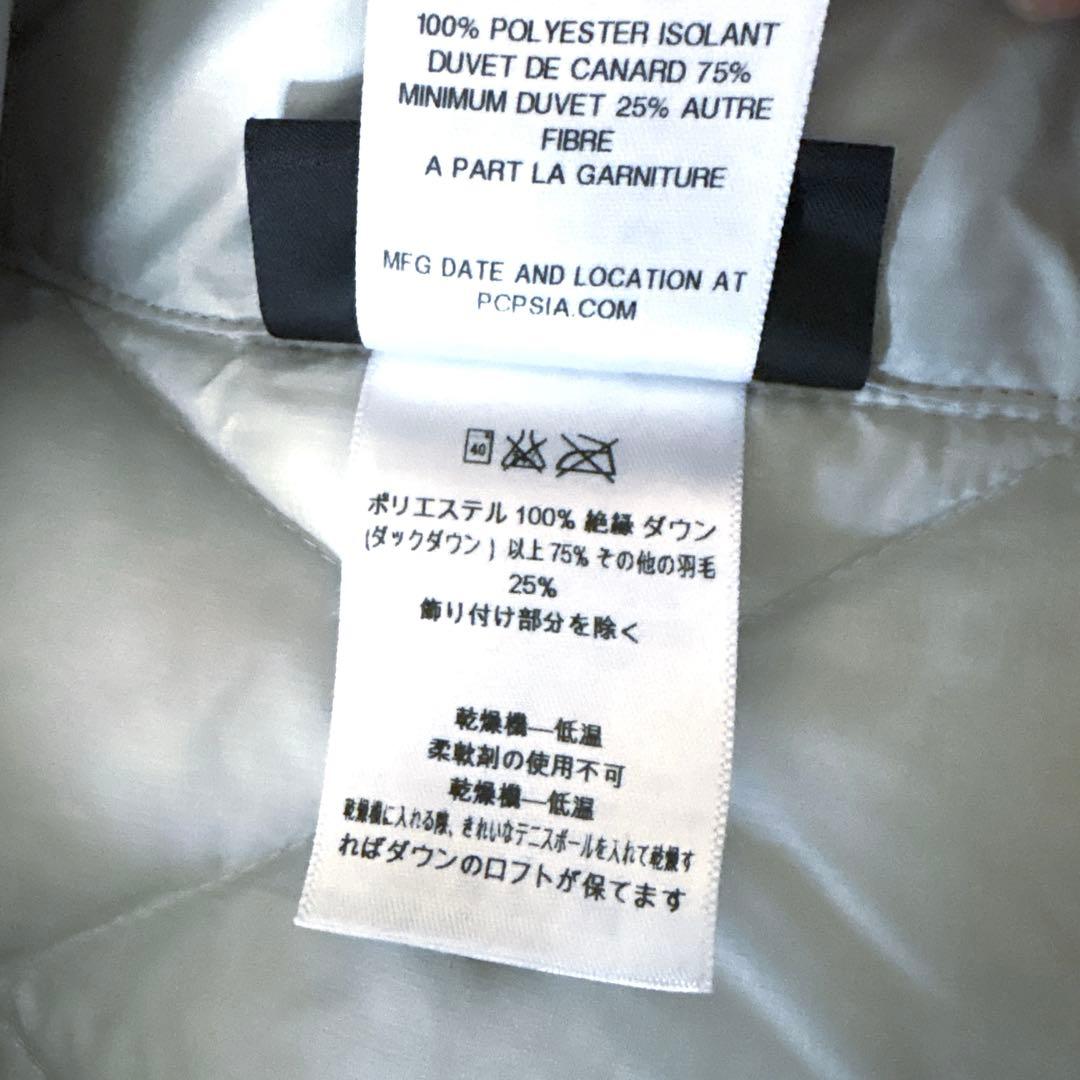 100% POLYESTER ISOLANT
DUVET DE CANARD 75%
MINIMUM DUVET 25% AUTRE
FIBRE
A PART LA GARNITURE
MFG DATE AND LOCATION AT
PCPSIA.COM
40
ポリエステル 100% 絶縁 ダウン
(ダックダウン) 以上75% その他の羽毛
25%
飾り付け部分を除く
乾燥機—低温
柔軟剤の使用不可
乾燥機—低温
乾燥機に入れる際、きれいなテニスボールを入れて乾燥す
ればダウンのロフトが保てます